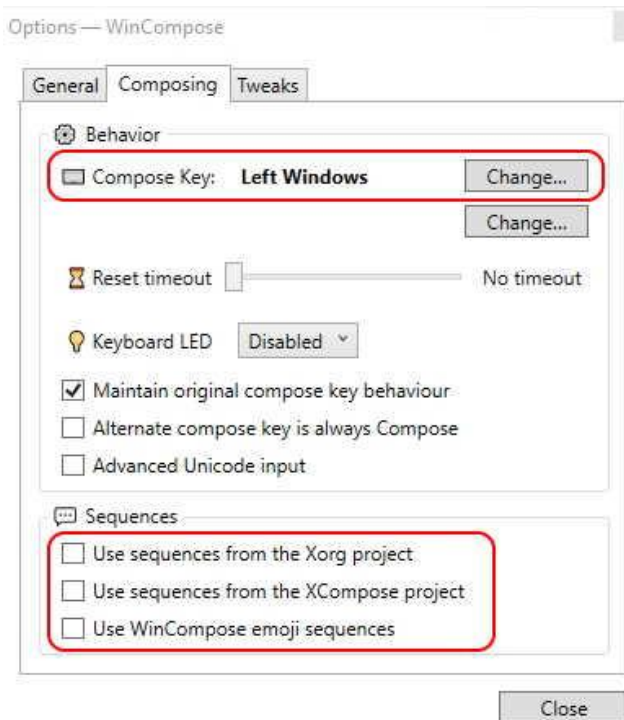 Options — WinCompose
General Composing Tweaks
Behavior
Compose Key: Left Windows Change...
Change...
Reset timeout No timeout
Keyboard LED Disabled
Maintain original compose key behaviour
Alternate compose key is always Compose
Advanced Unicode input
Sequences
Use sequences from the Xorg project
Use sequences from the XCompose project
Use WinCompose emoji sequences
Close